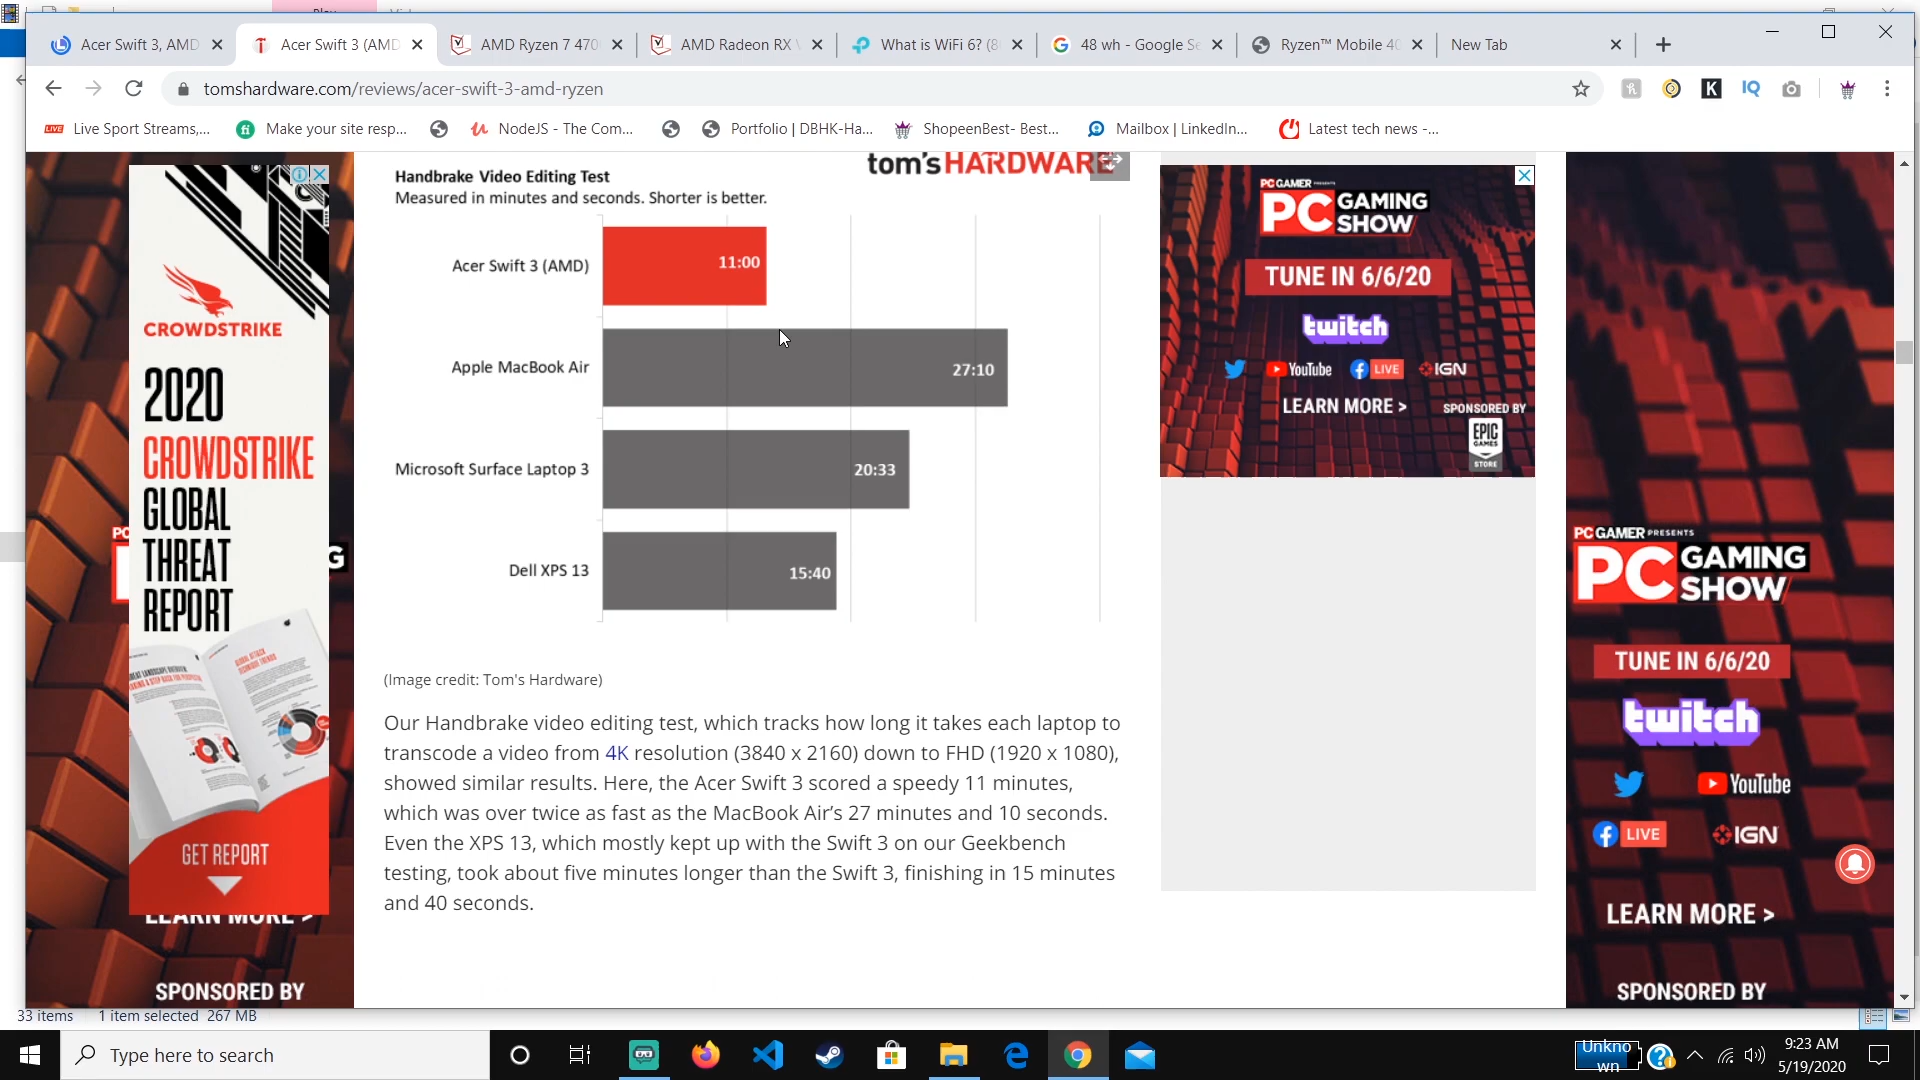 Acer Swift 3, AMD
Acer Swift 3 (AMD
AMD Ryzen 7 470
AMD Radeon RX
What is WiFi 6? (8
48 wh - Google Se
Ryzen™ Mobile 40
New Tab
tomshardware.com/reviews/acer-swift-3-amd-ryzen
K
IQ
LIVE
Live Sport Streams,...
fi
Make your site resp...
NodeJS - The Com...
Portfolio | DBHK-Ha...
ShopeenBest- Best...
Mailbox | LinkedIn...
Latest tech news -...
CROWDSTRIKE
2020
CROWDSTRIKE
GLOBAL
THREAT
REPORT
GET REPORT
LEARN MORE >
SPONSORED BY
tom'sHARDWARE
Handbrake Video Editing Test
Measured in minutes and seconds. Shorter is better.
Acer Swift 3 (AMD)
11:00
Apple MacBook Air
27:10
Microsoft Surface Laptop 3
20:33
Dell XPS 13
15:40
(Image credit: Tom's Hardware)
Our Handbrake video editing test, which tracks how long it takes each laptop to
transcode a video from 4K resolution (3840 x 2160) down to FHD (1920 x 1080),
showed similar results. Here, the Acer Swift 3 scored a speedy 11 minutes,
which was over twice as fast as the MacBook Air’s 27 minutes and 10 seconds.
Even the XPS 13, which mostly kept up with the Swift 3 on our Geekbench
testing, took about five minutes longer than the Swift 3, finishing in 15 minutes
and 40 seconds.
PC GAMER PRESENTS
PC GAMING
SHOW
TUNE IN 6/6/20
twitch
YouTube
LIVE
IGN
LEARN MORE >
SPONSORED BY
EPIC
GAMES
STORE
PC GAMER PRESENTS
PC GAMING
SHOW
TUNE IN 6/6/20
twitch
YouTube
LIVE
IGN
LEARN MORE >
SPONSORED BY
33 items
1 item selected 267 MB
Type here to search
Unkno
wn
9:23 AM
5/19/2020